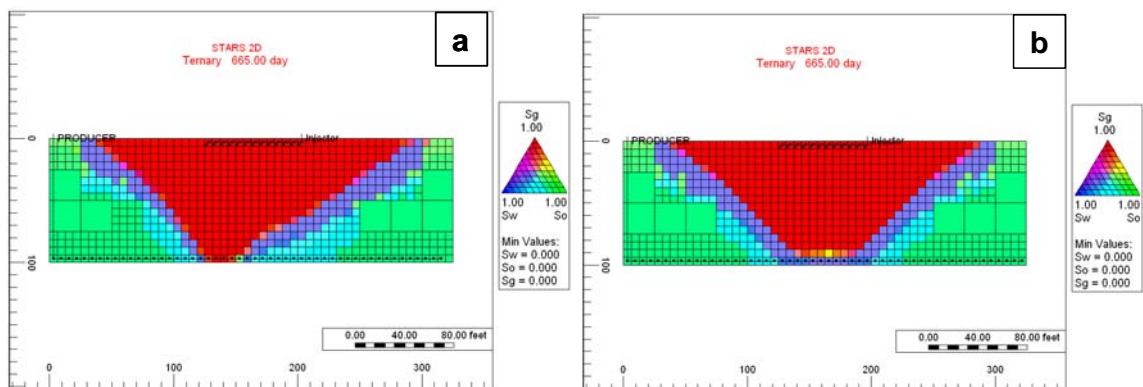 a
STARS 2D
Ternary 665.00 day
0
PRODUCER
Injector
Sg
1.00
1.00 1.00
Sw So
Min Values:
Sw = 0.000
So = 0.000
Sg = 0.000
100
0.00 40.00 80.00 feet
0 100 200 300
b
STARS 2D
Ternary 665.00 day
0
PRODUCER
Injector
Sg
1.00
1.00 1.00
Sw So
Min Values:
Sw = 0.000
So = 0.000
Sg = 0.000
100
0.00 40.00 80.00 feet
0 100 200 300